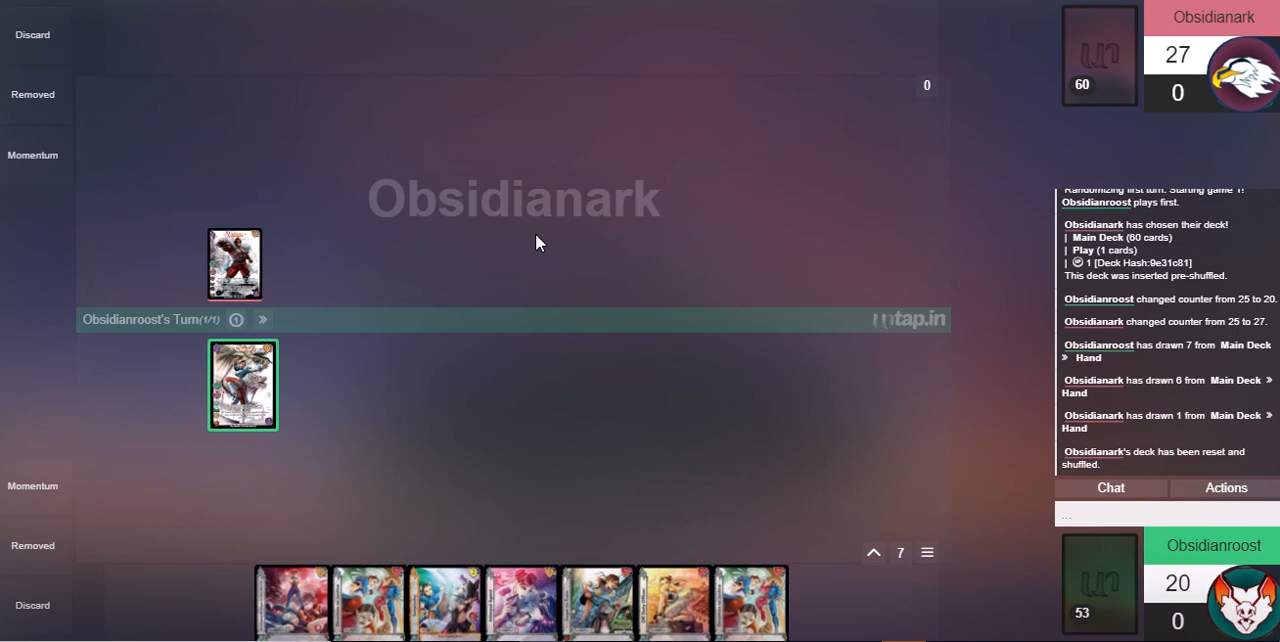 Discard
Removed
Momentum
0
Obsidianark
Obsidianroost's Turn(1/1) 1 »
untap.in
Momentum
Removed
Discard
7
60
Obsidianark
27
0
Randomizing first turn. Starting game 1!
Obsidianroost plays first.
Obsidianark has chosen their deck!
| Main Deck (60 cards)
| Play (1 cards)
| 1 [Deck Hash:9e31c81]
This deck was inserted pre-shuffled.
Obsidianroost changed counter from 25 to 20.
Obsidianark changed counter from 25 to 27.
Obsidianroost has drawn 7 from Main Deck
» Hand
Obsidianark has drawn 6 from Main Deck »
Hand
Obsidianark has drawn 1 from Main Deck »
Hand
Obsidianark's deck has been reset and
shuffled.
Chat Actions
...
53
Obsidianroost
20
0